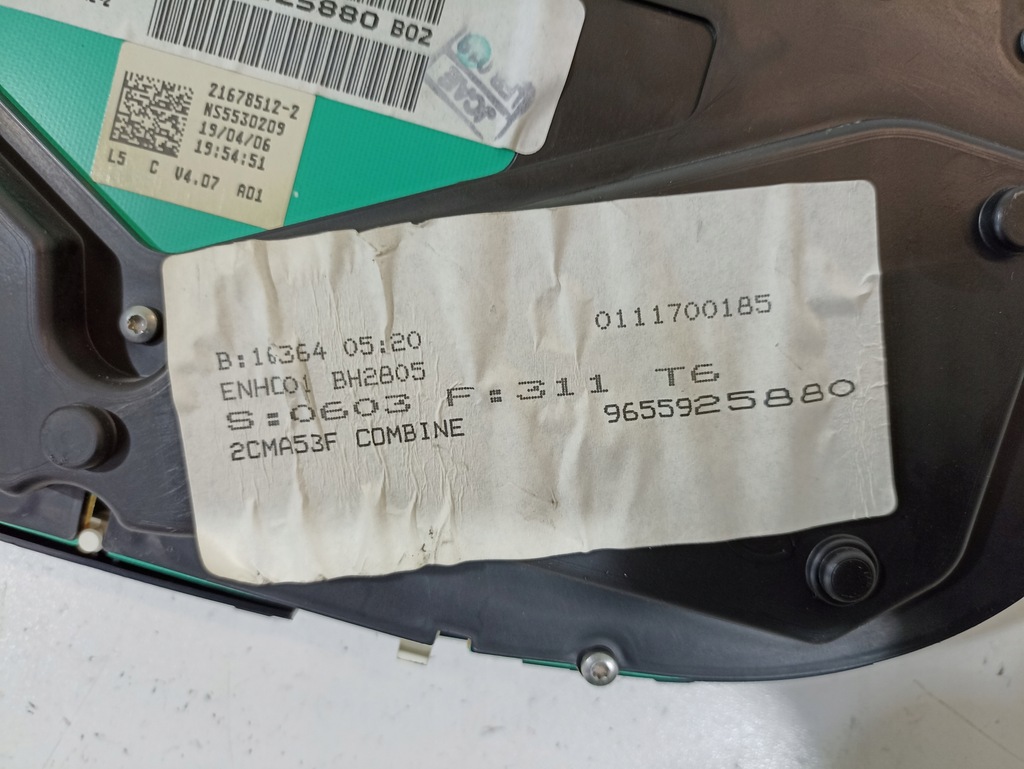 25880 B02
21678512-2
NS5530209
19/04/06
19:54:51
L5 C V4.07 A01
B:16364 05:20
0111700185
ENHC01 BH2805
S:0603 F:311 T6
2CMA53F COMBINE
9655925880